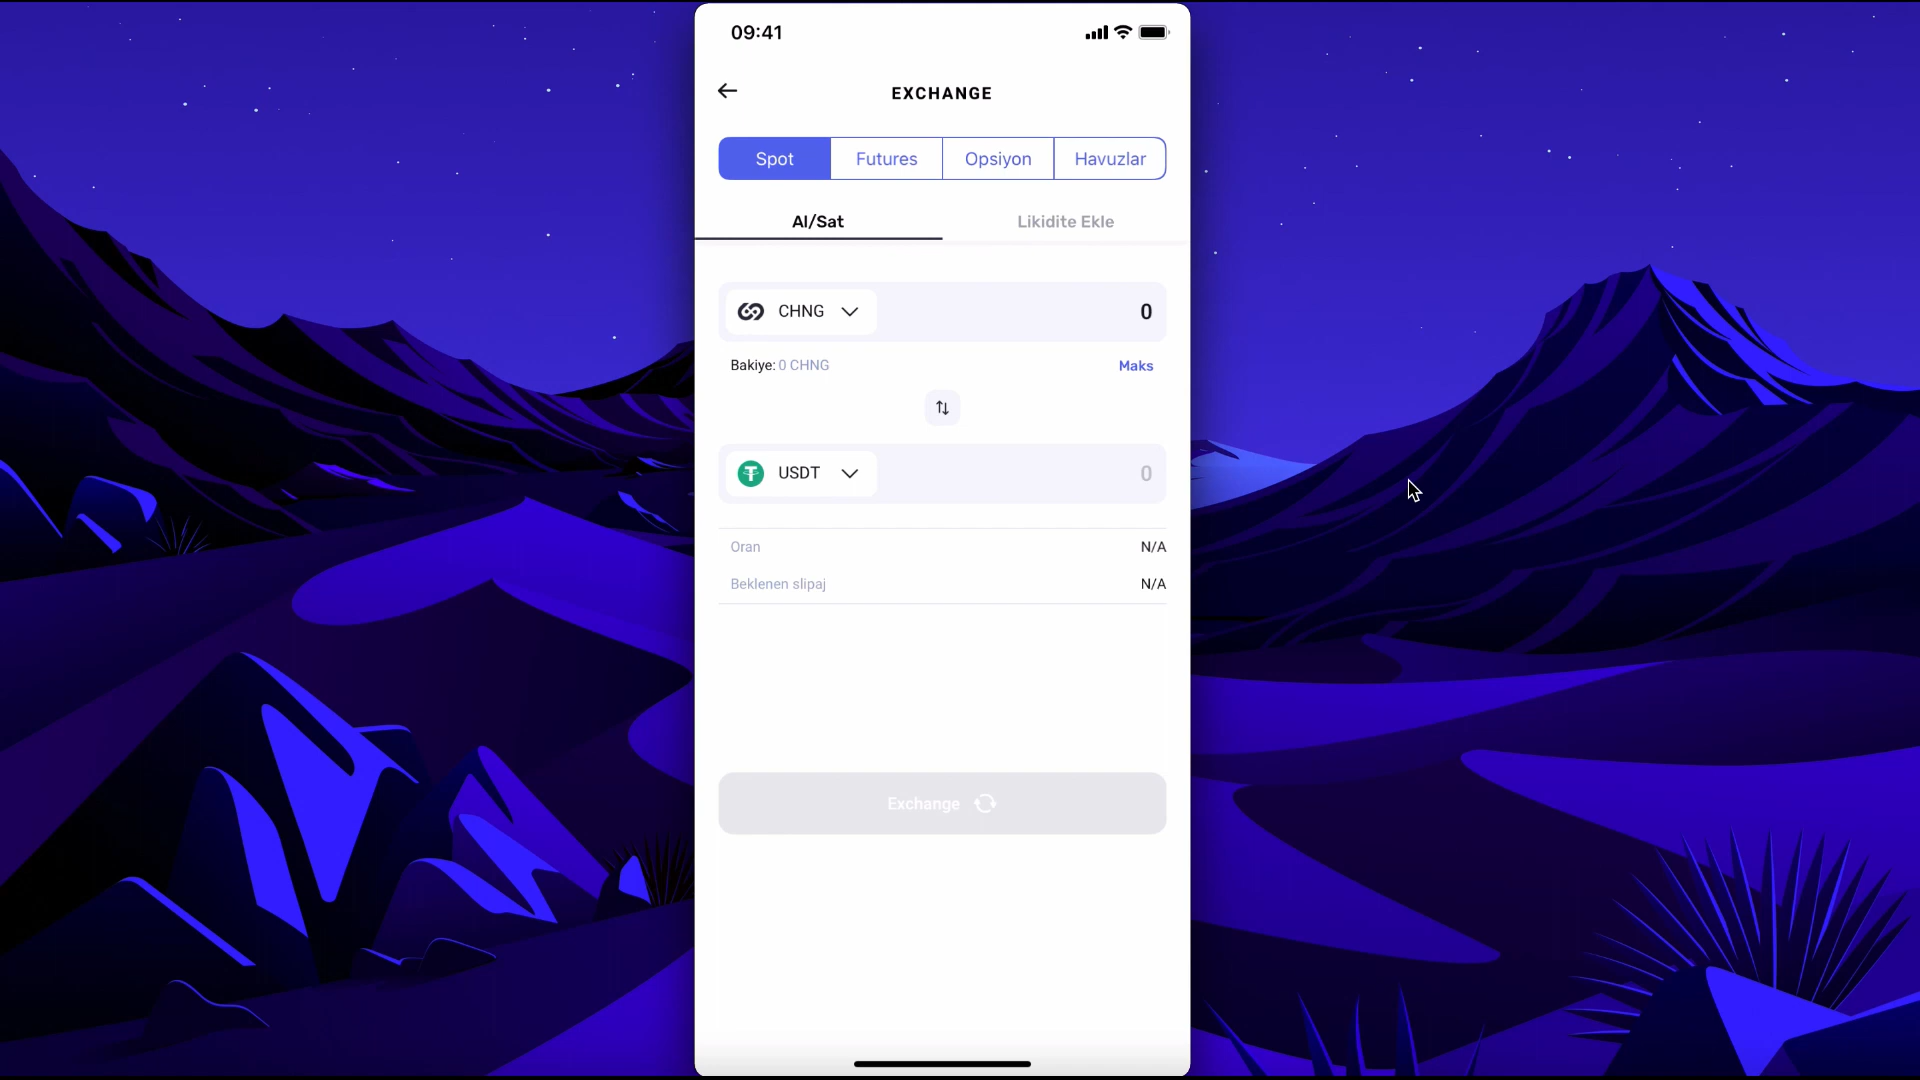 09:41
EXCHANGE
Spot Futures Opsiyon Havuzlar
Al/Sat Likidite Ekle
CHNG 0
Bakiye: 0 CHNG Maks
USDT 0
Oran N/A
Beklenen slipaj N/A
Exchange